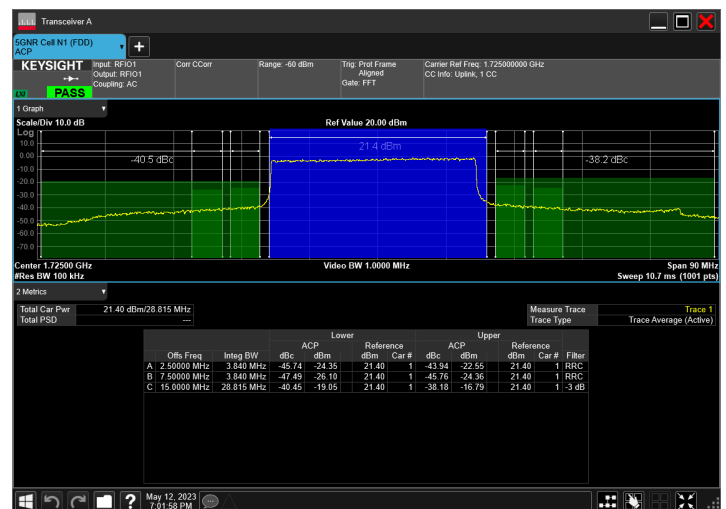 Transceiver A
5GNR Cell N1 (FDD)
ACP
KEYSIGHT
LXI
PASS
Input: RFIO1
Output: RFIO1
Coupling: AC
Corr CCorr
Range: -60 dBm
Trig: Prot Frame
Aligned
Gate: FFT
Carrier Ref Freq: 1.725000000 GHz
CC Info: Uplink, 1 CC
1 Graph
Scale/Div 10.0 dB
Ref Value 20.00 dBm
Log
10.0
0.00
-10.0
-20.0
-30.0
-40.0
-50.0
-60.0
-70.0
-40.5 dBc
21.4 dBm
-38.2 dBc
Center 1.72500 GHz
Video BW 1.0000 MHz
Span 90 MHz
#Res BW 100 kHz
Sweep 10.7 ms (1001 pts)
2 Metrics
Total Car Pwr 21.40 dBm/28.815 MHz
Total PSD ---
Measure Trace Trace 1
Trace Type Trace Average (Active)
Lower Upper
ACP Reference ACP Reference
Offs Freq Integ BW dBc dBm dBm Car # dBc dBm dBm Car # Filter
A 2.50000 MHz 3.840 MHz -45.74 -24.35 21.40 1 -43.94 -22.55 21.40 1 RRC
B 7.50000 MHz 3.840 MHz -47.49 -26.10 21.40 1 -45.76 -24.36 21.40 1 RRC
C 15.0000 MHz 28.815 MHz -40.45 -19.05 21.40 1 -38.18 -16.79 21.40 1 -3 dB
May 12, 2023
7:01:58 PM